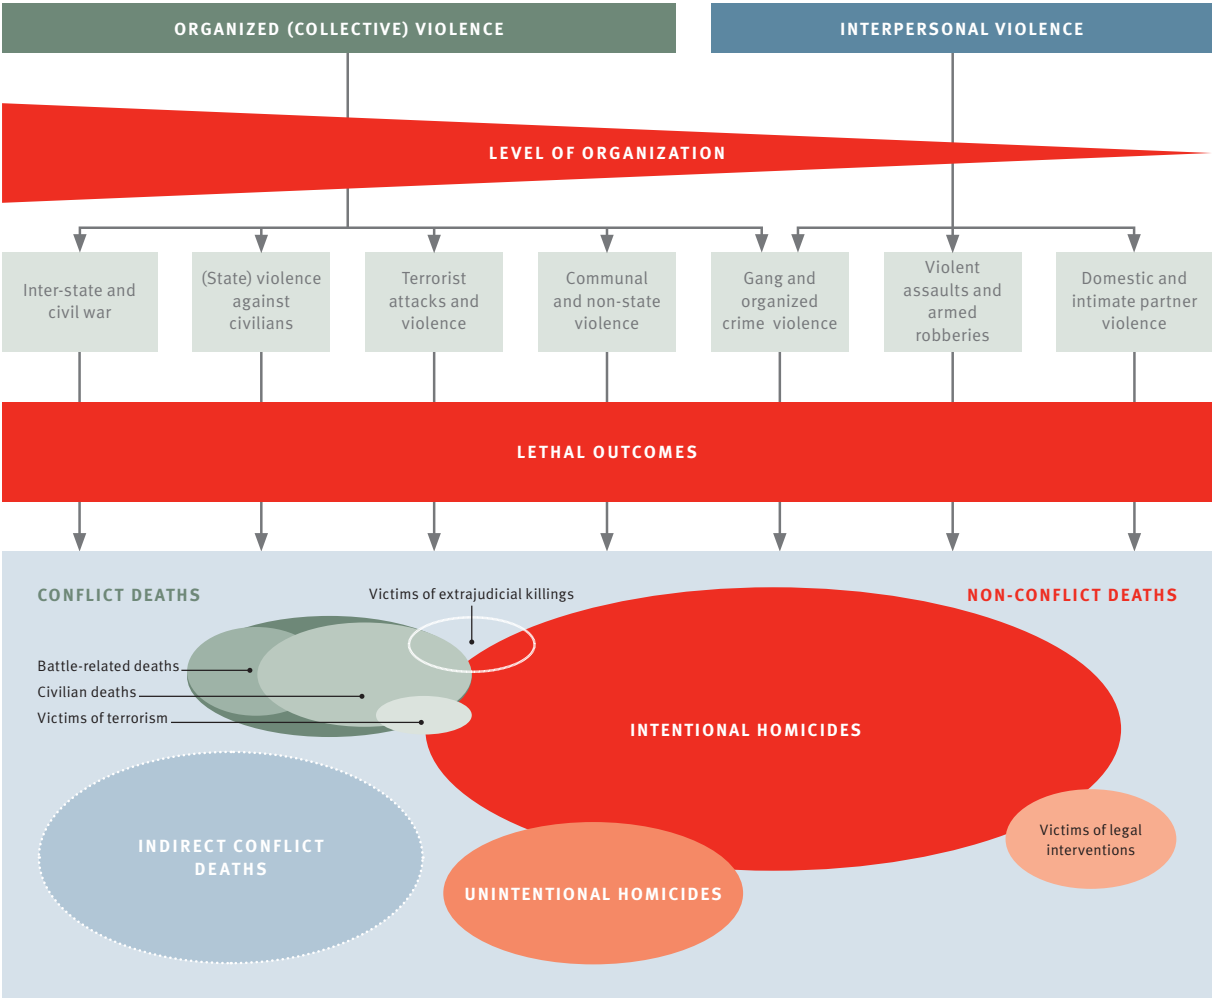 ORGANIZED (COLLECTIVE) VIOLENCE
INTERPERSONAL VIOLENCE
LEVEL OF ORGANIZATION
Inter-state and
civil war
(State) violence
against
civilians
Terrorist
attacks and
violence
Communal
and non-state
violence
Gang and
organized
crime violence
Violent
assaults and
armed
robberies
Domestic and
intimate partner
violence
LETHAL OUTCOMES
CONFLICT DEATHS
Victims of extrajudicial killings
NON-CONFLICT DEATHS
Battle-related deaths
Civilian deaths
Victims of terrorism
INTENTIONAL HOMICIDES
INDIRECT CONFLICT
DEATHS
UNINTENTIONAL HOMICIDES
Victims of legal
interventions